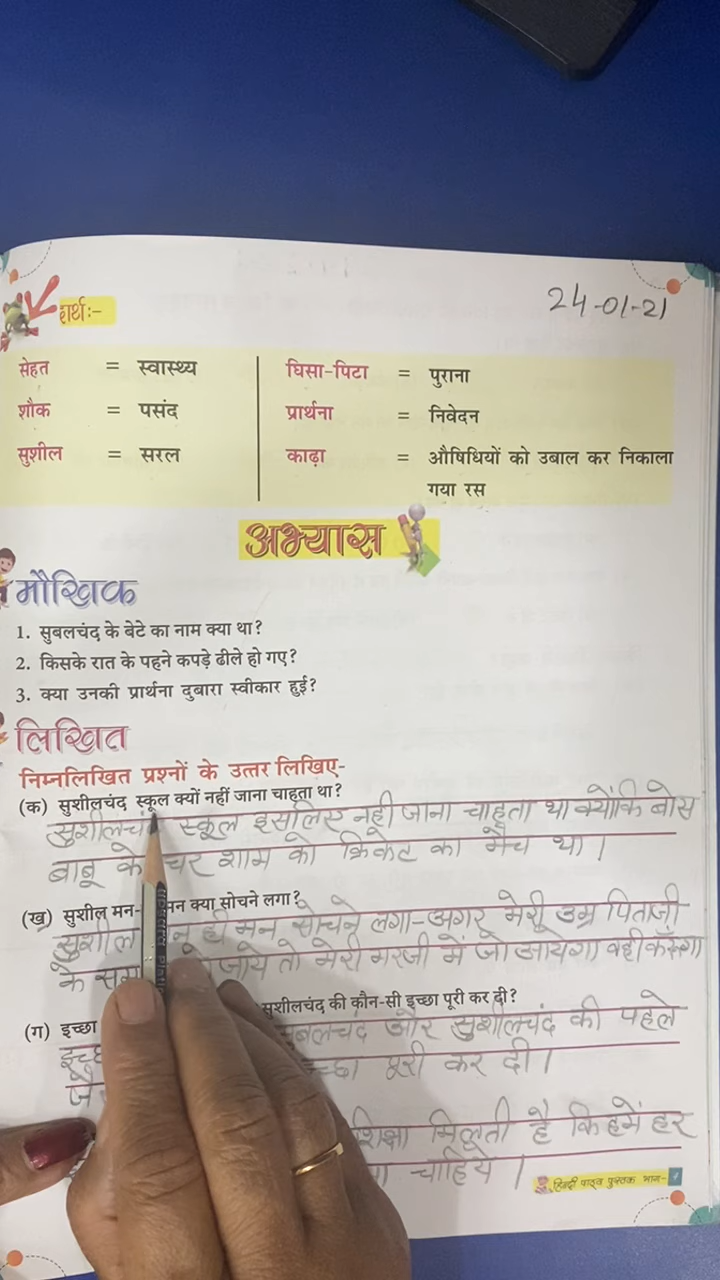 24-01-21
दार्थः-
सेहत = स्वास्थ्य
शौक = पसंद
सुशील = सरल
घिसा-पिटा = पुराना
प्रार्थना = निवेदन
काढ़ा = औषिधियों को उबाल कर निकाला
गया रस
अभ्यास
मौखिक
1. सुबलचंद के बेटे का नाम क्या था?
2. किसके रात के पहने कपड़े ढीले हो गए?
3. क्या उनकी प्रार्थना दुबारा स्वीकार हुई?
लिखित
निम्नलिखित प्रश्नों के उत्तर लिखिए-
(क) सुशीलचंद स्कूल क्यों नहीं जाना चाहता था?
सुशीलचंद स्कूल इसलिए नहीं जाना चाहता था क्योंकि बोस
बाबू के घर शाम को क्रिकेट का मैच था।
(ख) सुशील मन- मन क्या सोचने लगा?
सुशील ही मन सोचने लगा-अगर मेरी उम्र पिताजी
के जाये तो मेरी मरजी में जो आयेगा वही करूँगा
(ग) इच्छा सुशीलचंद की कौन-सी इच्छा पूरी कर दी?
सुबलचंद और सुशीलचंद की पहले
पूरी कर दी।
शिक्षा मिलती है कि हमें हर
चाहिये।
हिन्दी पाठ्य पुस्तक भाग-